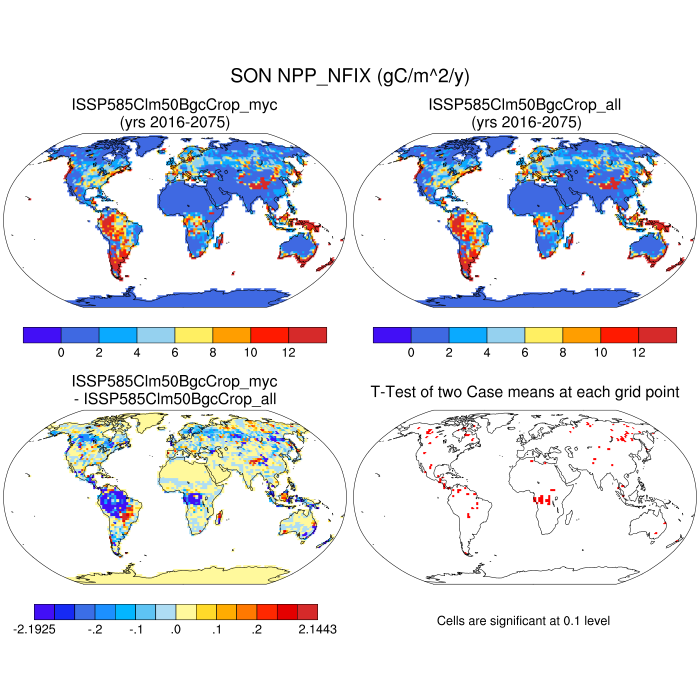 SON NPP_NFIX (gC/m^2/y)
ISSP585Clm50BgcCrop_myc
(yrs 2016-2075)
ISSP585Clm50BgcCrop_all
(yrs 2016-2075)
0 2 4 6 8 10 12
0 2 4 6 8 10 12
ISSP585Clm50BgcCrop_myc
- ISSP585Clm50BgcCrop_all
T-Test of two Case means at each grid point
-2.1925 -.2 -.1 .0 .1 .2 2.1443
Cells are significant at 0.1 level